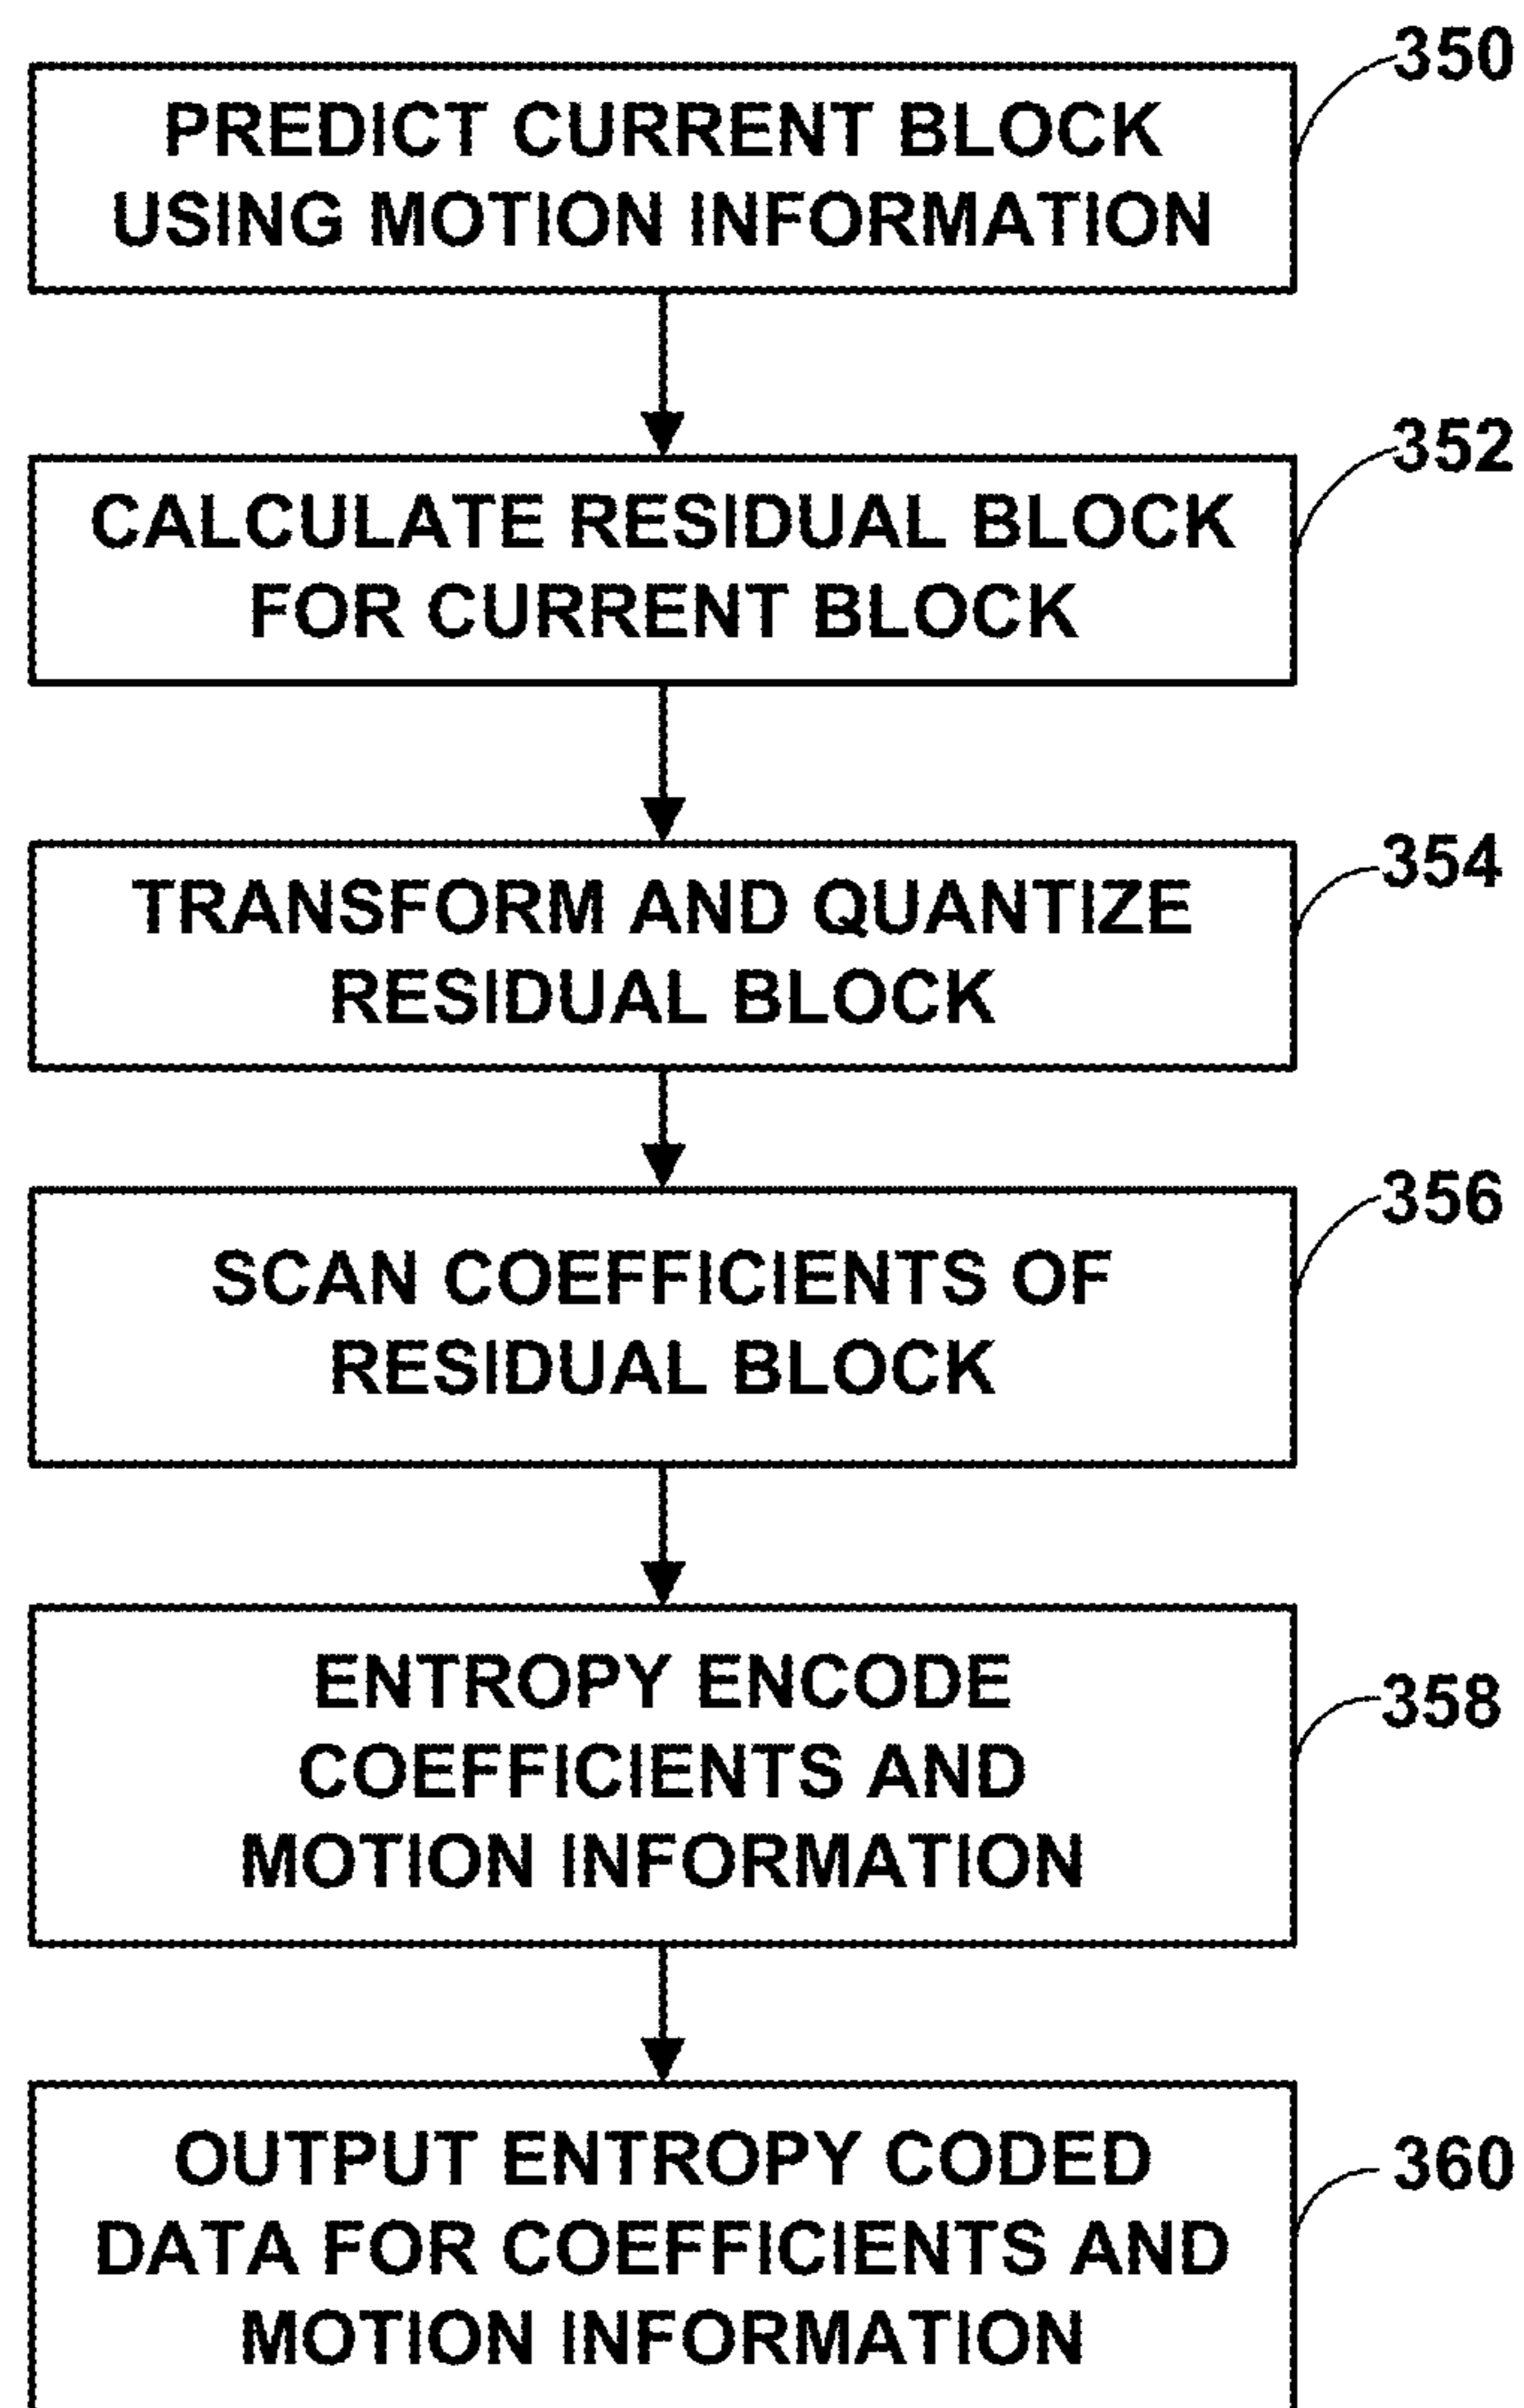 350
PREDICT CURRENT BLOCK
USING MOTION INFORMATION
352
CALCULATE RESIDUAL BLOCK
FOR CURRENT BLOCK
354
TRANSFORM AND QUANTIZE
RESIDUAL BLOCK
356
SCAN COEFFICIENTS OF
RESIDUAL BLOCK
358
ENTROPY ENCODE
COEFFICIENTS AND
MOTION INFORMATION
360
OUTPUT ENTROPY CODED
DATA FOR COEFFICIENTS AND
MOTION INFORMATION